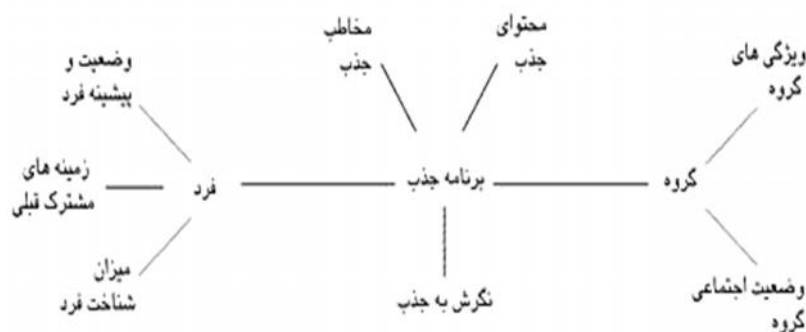 ویژگی های
گروه
محتوای
جذب
مخاطب
جذب
وضعیت و
پیشینه فرد
گروه
برنامه جذب
فرد
زمینه های
مشترک قبلی
وضعیت اجتماعی
گروه
نگرش به جذب
میزان
شناخت فرد